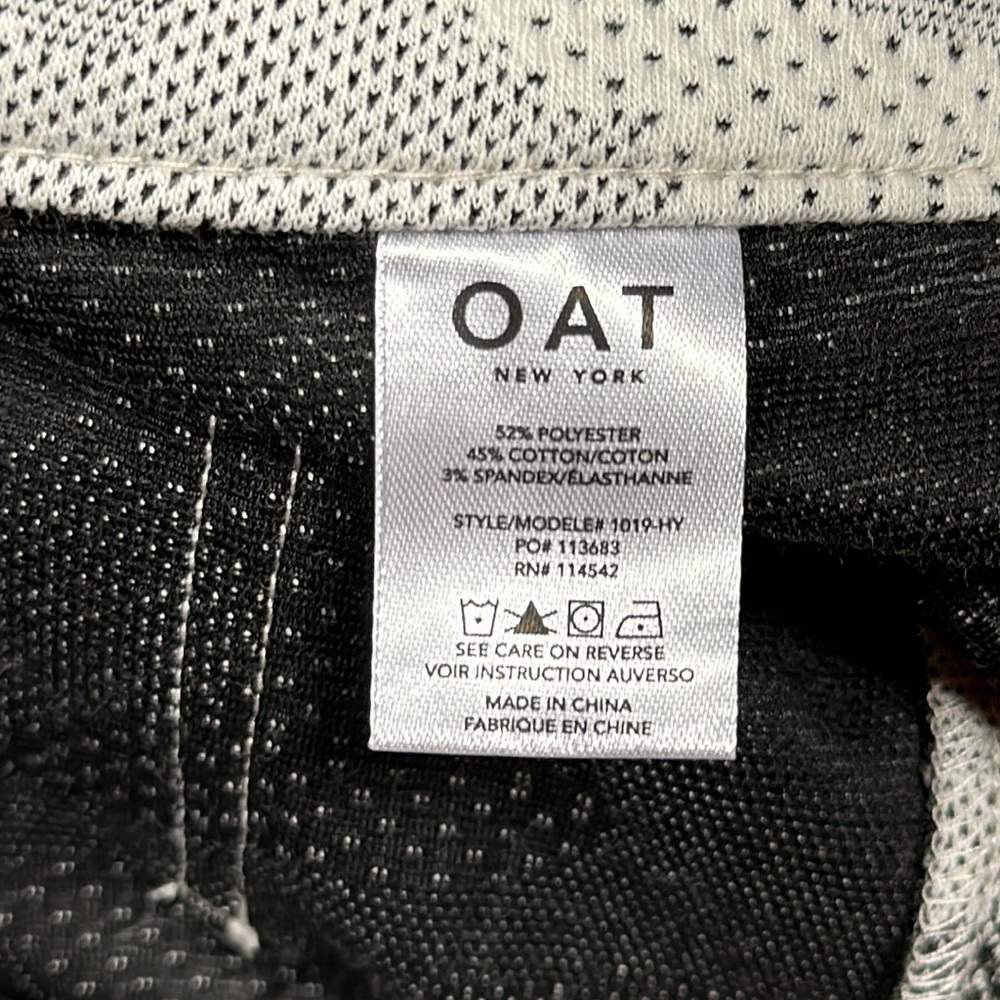 OAT
NEW YORK
52% POLYESTER
45% COTTON/COTON
3% SPANDEX/ÉLASTHANNE
STYLE/MODELE# 1019-HY
PO# 113683
RN# 114542
SEE CARE ON REVERSE
VOIR INSTRUCTION AUVERSO
MADE IN CHINA
FABRIQUE EN CHINE